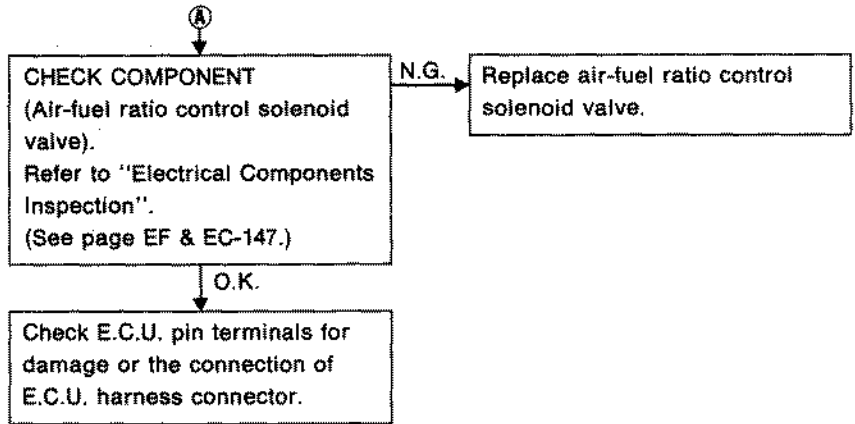 Ⓐ
CHECK COMPONENT
(Air-fuel ratio control solenoid
valve).
Refer to "Electrical Components
Inspection".
(See page EF & EC-147.)
N.G.
Replace air-fuel ratio control
solenoid valve.
O.K.
Check E.C.U. pin terminals for
damage or the connection of
E.C.U. harness connector.